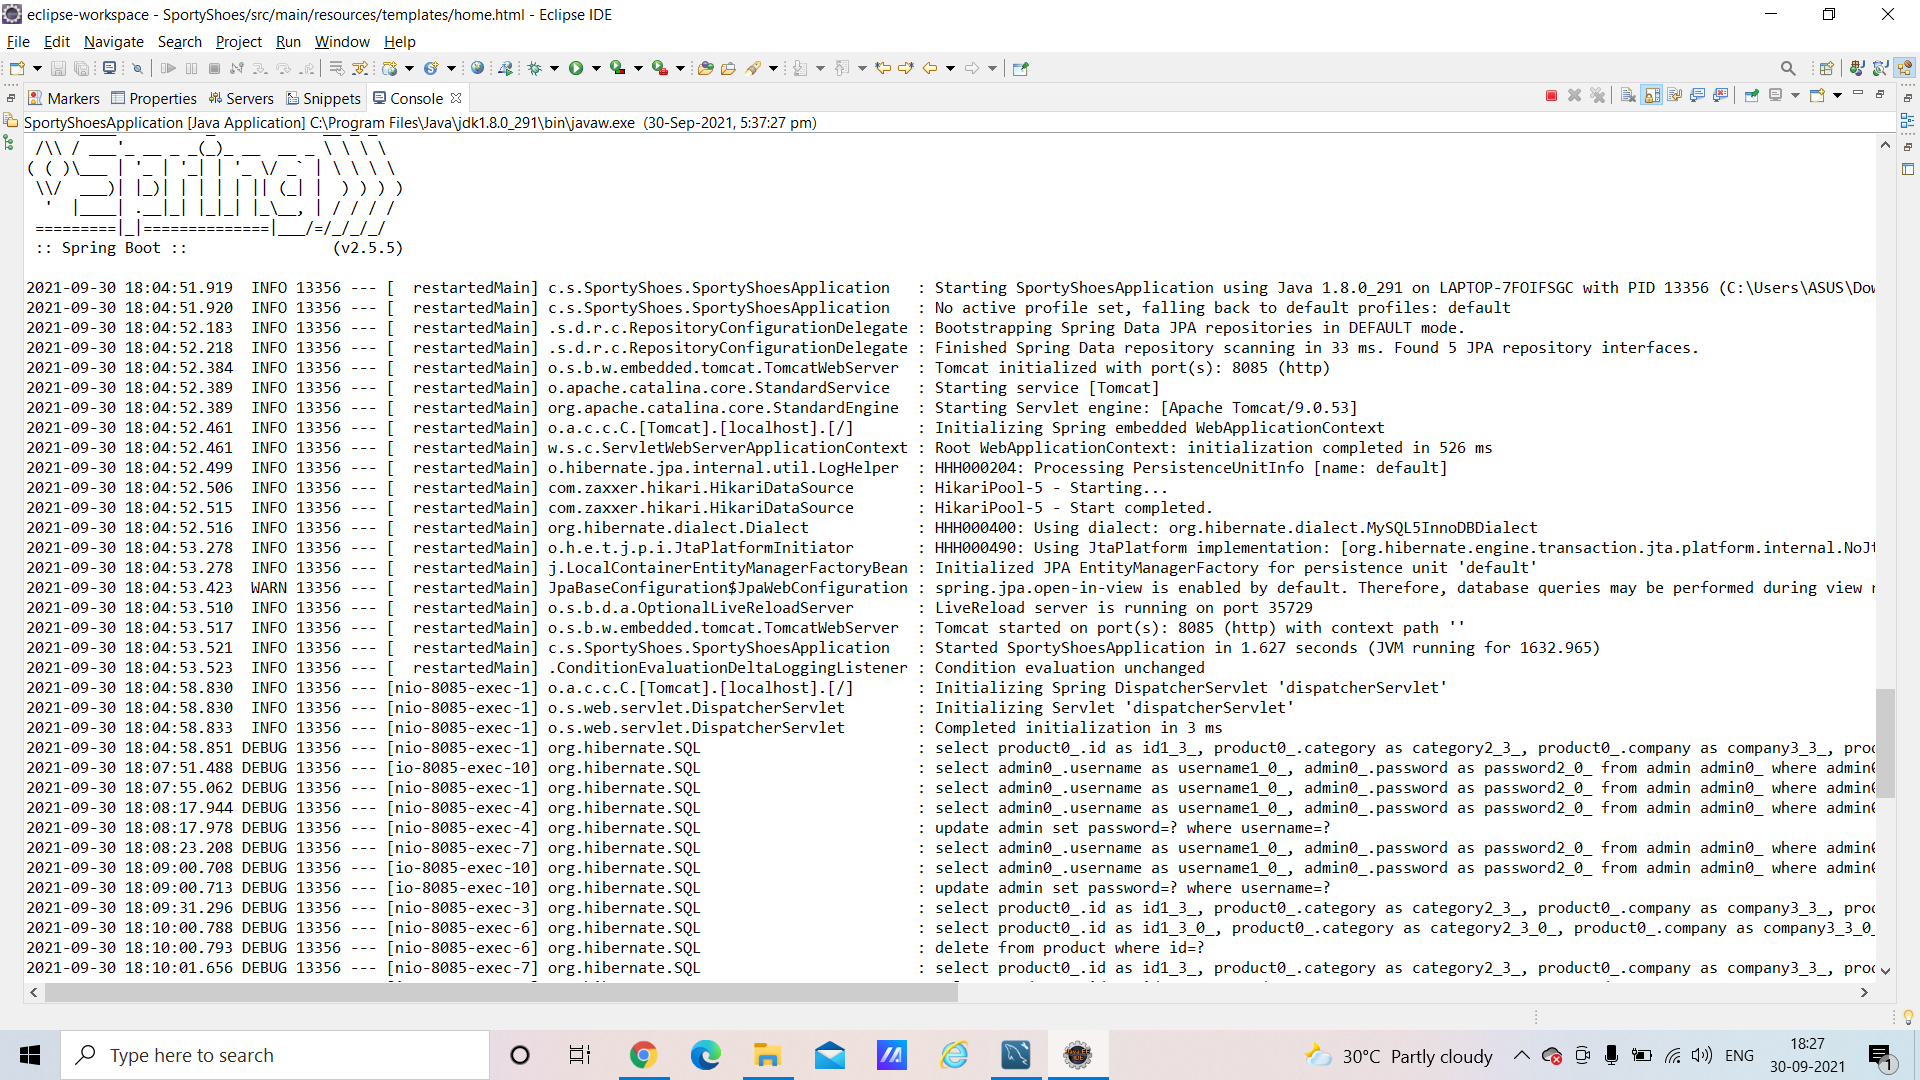 eclipse-workspace - SportyShoes/src/main/resources/templates/home.html - Eclipse IDE
File Edit Navigate Search Project Run Window Help
Markers Properties Servers Snippets Console
SportyShoesApplication [Java Application] C:\Program Files\Java\jdk1.8.0_291\bin\javaw.exe (30-Sep-2021, 5:37:27 pm)
 /\\ / ___'_ __ _ _(_)_ __  __ _ \ \ \ \
( ( )\___ | '_ | '_| | '_ \/ _` | \ \ \ \
 \\/  ___)| |_)| | | | | || (_| |  ) ) ) )
  '  |____| .__|_| |_|_| |_\__, | / / / /
 =========|_|==============|___/=/_/_/_/
 :: Spring Boot ::                (v2.5.5)
2021-09-30 18:04:51.919  INFO 13356 --- [  restartedMain] c.s.SportyShoes.SportyShoesApplication   : Starting SportyShoesApplication using Java 1.8.0_291 on LAPTOP-7FOIFSGC with PID 13356 (C:\Users\ASUS\Dow
2021-09-30 18:04:51.920  INFO 13356 --- [  restartedMain] c.s.SportyShoes.SportyShoesApplication   : No active profile set, falling back to default profiles: default
2021-09-30 18:04:52.183  INFO 13356 --- [  restartedMain] .s.d.r.c.RepositoryConfigurationDelegate : Bootstrapping Spring Data JPA repositories in DEFAULT mode.
2021-09-30 18:04:52.218  INFO 13356 --- [  restartedMain] .s.d.r.c.RepositoryConfigurationDelegate : Finished Spring Data repository scanning in 33 ms. Found 5 JPA repository interfaces.
2021-09-30 18:04:52.384  INFO 13356 --- [  restartedMain] o.s.b.w.embedded.tomcat.TomcatWebServer  : Tomcat initialized with port(s): 8085 (http)
2021-09-30 18:04:52.389  INFO 13356 --- [  restartedMain] o.apache.catalina.core.StandardService   : Starting service [Tomcat]
2021-09-30 18:04:52.389  INFO 13356 --- [  restartedMain] org.apache.catalina.core.StandardEngine  : Starting Servlet engine: [Apache Tomcat/9.0.53]
2021-09-30 18:04:52.461  INFO 13356 --- [  restartedMain] o.a.c.c.C.[Tomcat].[localhost].[/]       : Initializing Spring embedded WebApplicationContext
2021-09-30 18:04:52.461  INFO 13356 --- [  restartedMain] w.s.c.ServletWebServerApplicationContext : Root WebApplicationContext: initialization completed in 526 ms
2021-09-30 18:04:52.499  INFO 13356 --- [  restartedMain] o.hibernate.jpa.internal.util.LogHelper  : HHH000204: Processing PersistenceUnitInfo [name: default]
2021-09-30 18:04:52.506  INFO 13356 --- [  restartedMain] com.zaxxer.hikari.HikariDataSource       : HikariPool-5 - Starting...
2021-09-30 18:04:52.515  INFO 13356 --- [  restartedMain] com.zaxxer.hikari.HikariDataSource       : HikariPool-5 - Start completed.
2021-09-30 18:04:52.516  INFO 13356 --- [  restartedMain] org.hibernate.dialect.Dialect            : HHH000400: Using dialect: org.hibernate.dialect.MySQL5InnoDBDialect
2021-09-30 18:04:53.278  INFO 13356 --- [  restartedMain] o.h.e.t.j.p.i.JtaPlatformInitiator       : HHH000490: Using JtaPlatform implementation: [org.hibernate.engine.transaction.jta.platform.internal.NoJt
2021-09-30 18:04:53.278  INFO 13356 --- [  restartedMain] j.LocalContainerEntityManagerFactoryBean : Initialized JPA EntityManagerFactory for persistence unit 'default'
2021-09-30 18:04:53.423  WARN 13356 --- [  restartedMain] JpaBaseConfiguration$JpaWebConfiguration : spring.jpa.open-in-view is enabled by default. Therefore, database queries may be performed during view r
2021-09-30 18:04:53.510  INFO 13356 --- [  restartedMain] o.s.b.d.a.OptionalLiveReloadServer       : LiveReload server is running on port 35729
2021-09-30 18:04:53.517  INFO 13356 --- [  restartedMain] o.s.b.w.embedded.tomcat.TomcatWebServer  : Tomcat started on port(s): 8085 (http) with context path ''
2021-09-30 18:04:53.521  INFO 13356 --- [  restartedMain] c.s.SportyShoes.SportyShoesApplication   : Started SportyShoesApplication in 1.627 seconds (JVM running for 1632.965)
2021-09-30 18:04:53.523  INFO 13356 --- [  restartedMain] .ConditionEvaluationDeltaLoggingListener : Condition evaluation unchanged
2021-09-30 18:04:58.830  INFO 13356 --- [nio-8085-exec-1] o.a.c.c.C.[Tomcat].[localhost].[/]       : Initializing Spring DispatcherServlet 'dispatcherServlet'
2021-09-30 18:04:58.830  INFO 13356 --- [nio-8085-exec-1] o.s.web.servlet.DispatcherServlet        : Initializing Servlet 'dispatcherServlet'
2021-09-30 18:04:58.833  INFO 13356 --- [nio-8085-exec-1] o.s.web.servlet.DispatcherServlet        : Completed initialization in 3 ms
2021-09-30 18:04:58.851 DEBUG 13356 --- [nio-8085-exec-1] org.hibernate.SQL                        : select product0_.id as id1_3_, product0_.category as category2_3_, product0_.company as company3_3_, proc
2021-09-30 18:07:51.488 DEBUG 13356 --- [io-8085-exec-10] org.hibernate.SQL                        : select admin0_.username as username1_0_, admin0_.password as password2_0_ from admin admin0_ where admin0
2021-09-30 18:07:55.062 DEBUG 13356 --- [nio-8085-exec-1] org.hibernate.SQL                        : select admin0_.username as username1_0_, admin0_.password as password2_0_ from admin admin0_ where admin0
2021-09-30 18:08:17.944 DEBUG 13356 --- [nio-8085-exec-4] org.hibernate.SQL                        : select admin0_.username as username1_0_, admin0_.password as password2_0_ from admin admin0_ where admin0
2021-09-30 18:08:17.978 DEBUG 13356 --- [nio-8085-exec-4] org.hibernate.SQL                        : update admin set password=? where username=?
2021-09-30 18:08:23.208 DEBUG 13356 --- [nio-8085-exec-7] org.hibernate.SQL                        : select admin0_.username as username1_0_, admin0_.password as password2_0_ from admin admin0_ where admin0
2021-09-30 18:09:00.708 DEBUG 13356 --- [io-8085-exec-10] org.hibernate.SQL                        : select admin0_.username as username1_0_, admin0_.password as password2_0_ from admin admin0_ where admin0
2021-09-30 18:09:00.713 DEBUG 13356 --- [io-8085-exec-10] org.hibernate.SQL                        : update admin set password=? where username=?
2021-09-30 18:09:31.296 DEBUG 13356 --- [nio-8085-exec-3] org.hibernate.SQL                        : select product0_.id as id1_3_, product0_.category as category2_3_, product0_.company as company3_3_, proc
2021-09-30 18:10:00.788 DEBUG 13356 --- [nio-8085-exec-6] org.hibernate.SQL                        : select product0_.id as id1_3_0_, product0_.category as category2_3_0_, product0_.company as company3_3_0_
2021-09-30 18:10:00.793 DEBUG 13356 --- [nio-8085-exec-6] org.hibernate.SQL                        : delete from product where id=?
2021-09-30 18:10:01.656 DEBUG 13356 --- [nio-8085-exec-7] org.hibernate.SQL                        : select product0_.id as id1_3_, product0_.category as category2_3_, product0_.company as company3_3_, proc
Type here to search
30°C Partly cloudy
ENG
18:27
30-09-2021
1